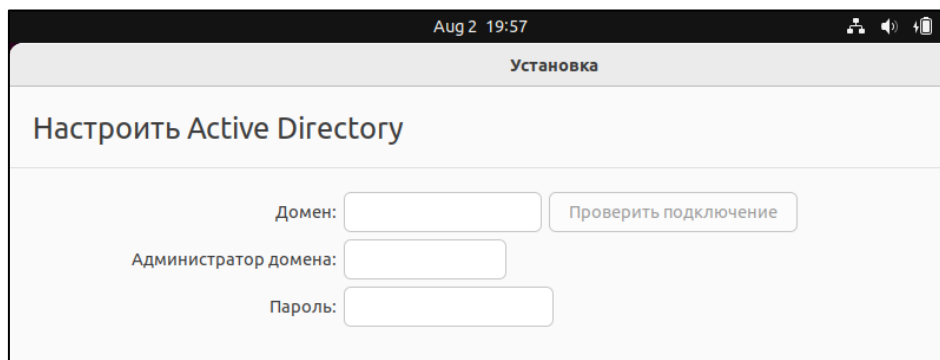 Aug 2 19:57
Установка
Настроить Active Directory
Домен: Проверить подключение
Администратор домена:
Пароль: